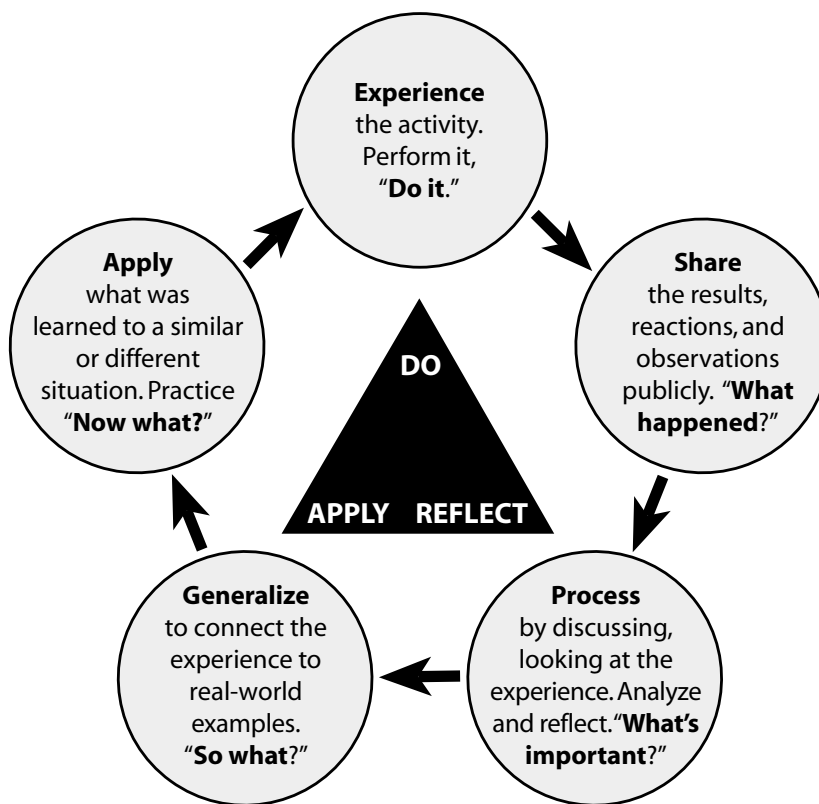 Experience
the activity.
Perform it,
“Do it.”
Share
the results,
reactions, and
observations
publicly. “What
happened?”
Process
by discussing,
looking at the
experience. Analyze
and reflect.“What’s
important?”
Generalize
to connect the
experience to
real-world
examples.
“So what?”
Apply
what was
learned to a similar
or different
situation. Practice
“Now what?”
DO
APPLY REFLECT